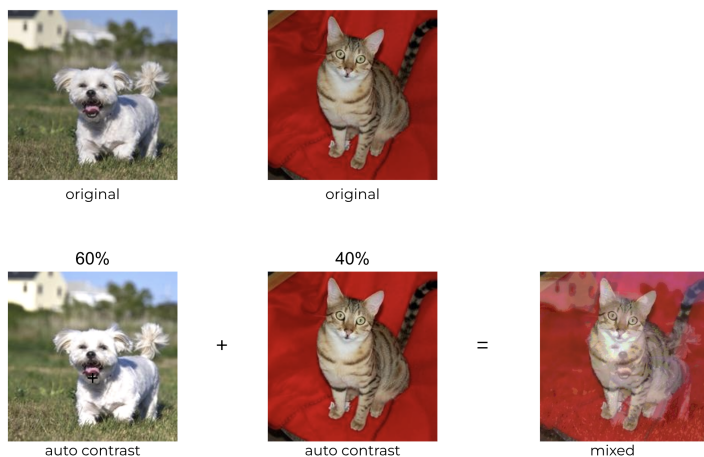 original
original
60%
40%
+
=
auto contrast
auto contrast
mixed